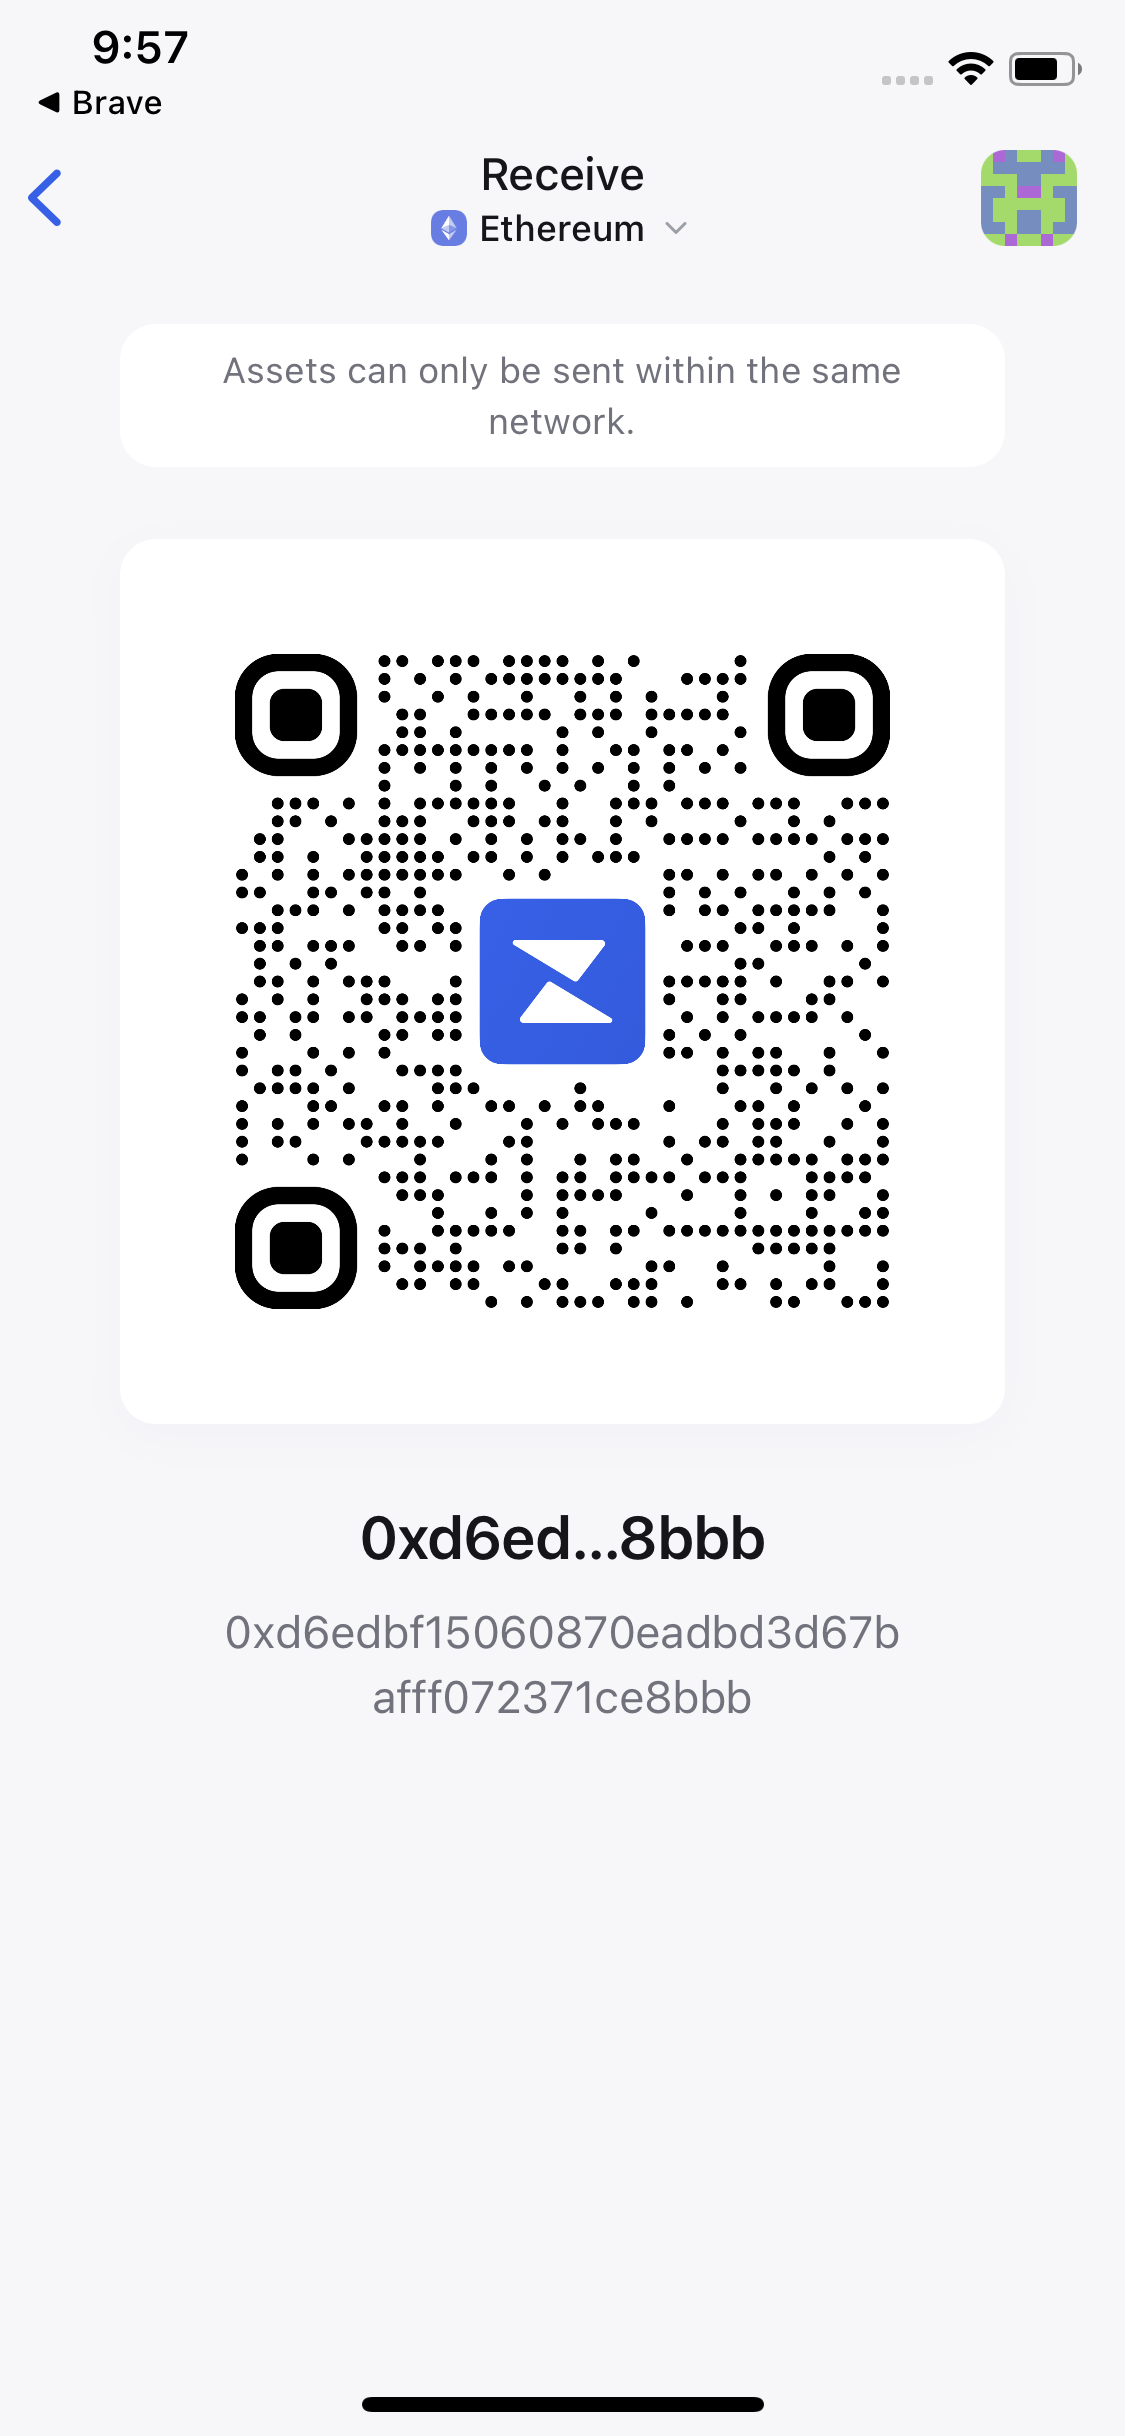 9:57
Brave
Receive
Ethereum
Assets can only be sent within the same
network.
0xd6ed...8bbb
0xd6edbf15060870eadbd3d67b
afff072371ce8bbb